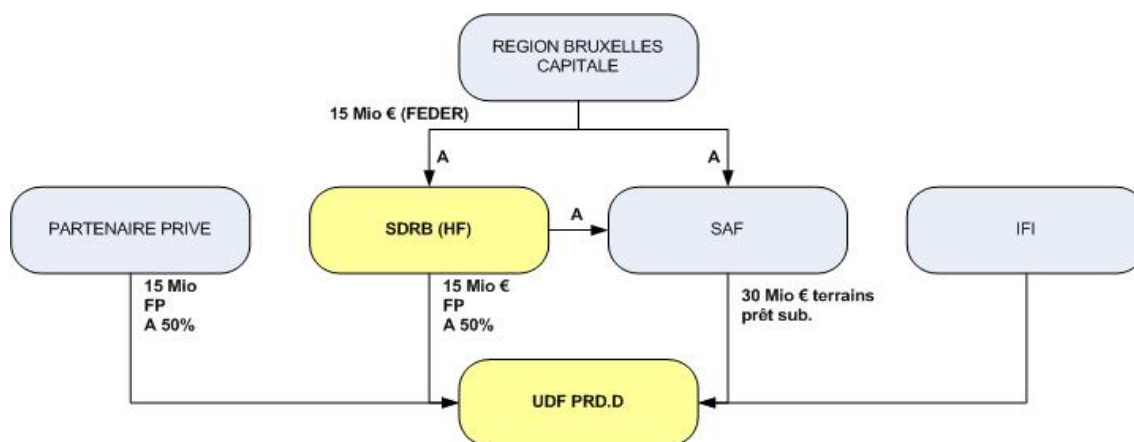 REGION BRUXELLES
CAPITALE
15 Mio € (FEDER)
A
A
PARTENAIRE PRIVE
SDRB (HF)
A
SAF
IFI
15 Mio
FP
A 50%
15 Mio €
FP
A 50%
30 Mio € terrains
prêt sub.
UDF PRD.D